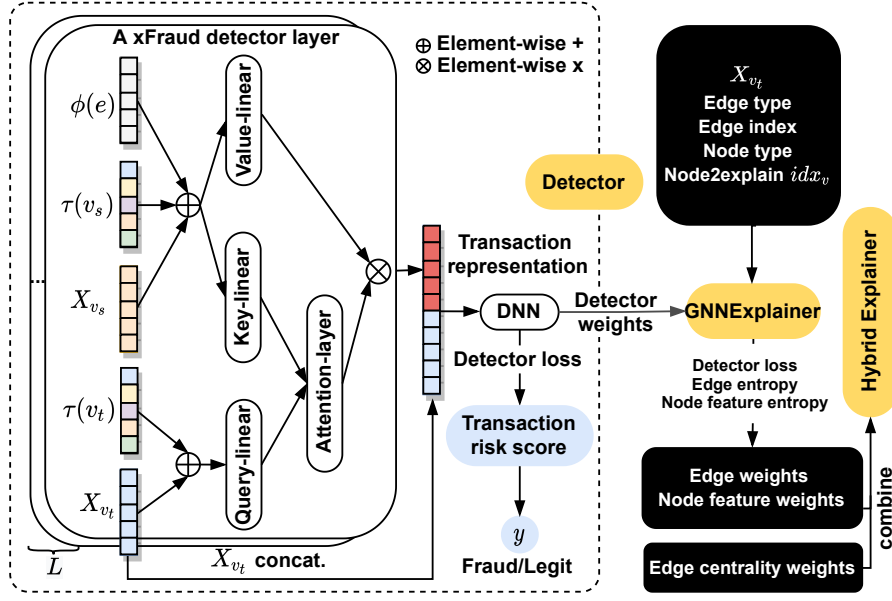 A xFraud detector layer
⊕ Element-wise +
⊗ Element-wise x
ϕ(e)
τ(v_s)
X_{v_s}
τ(v_t)
X_{v_t}
Value-linear
Key-linear
Query-linear
Attention-layer
L
X_{v_t} concat.
Detector
Transaction
representation
DNN
Detector loss
Transaction
risk score
y
Fraud/Legit
Detector
weights
X_{v_t}
Edge type
Edge index
Node type
Node2explain idx_v
GNNExplainer
Detector loss
Edge entropy
Node feature entropy
Edge weights
Node feature weights
Edge centrality weights
combine
Hybrid Explainer